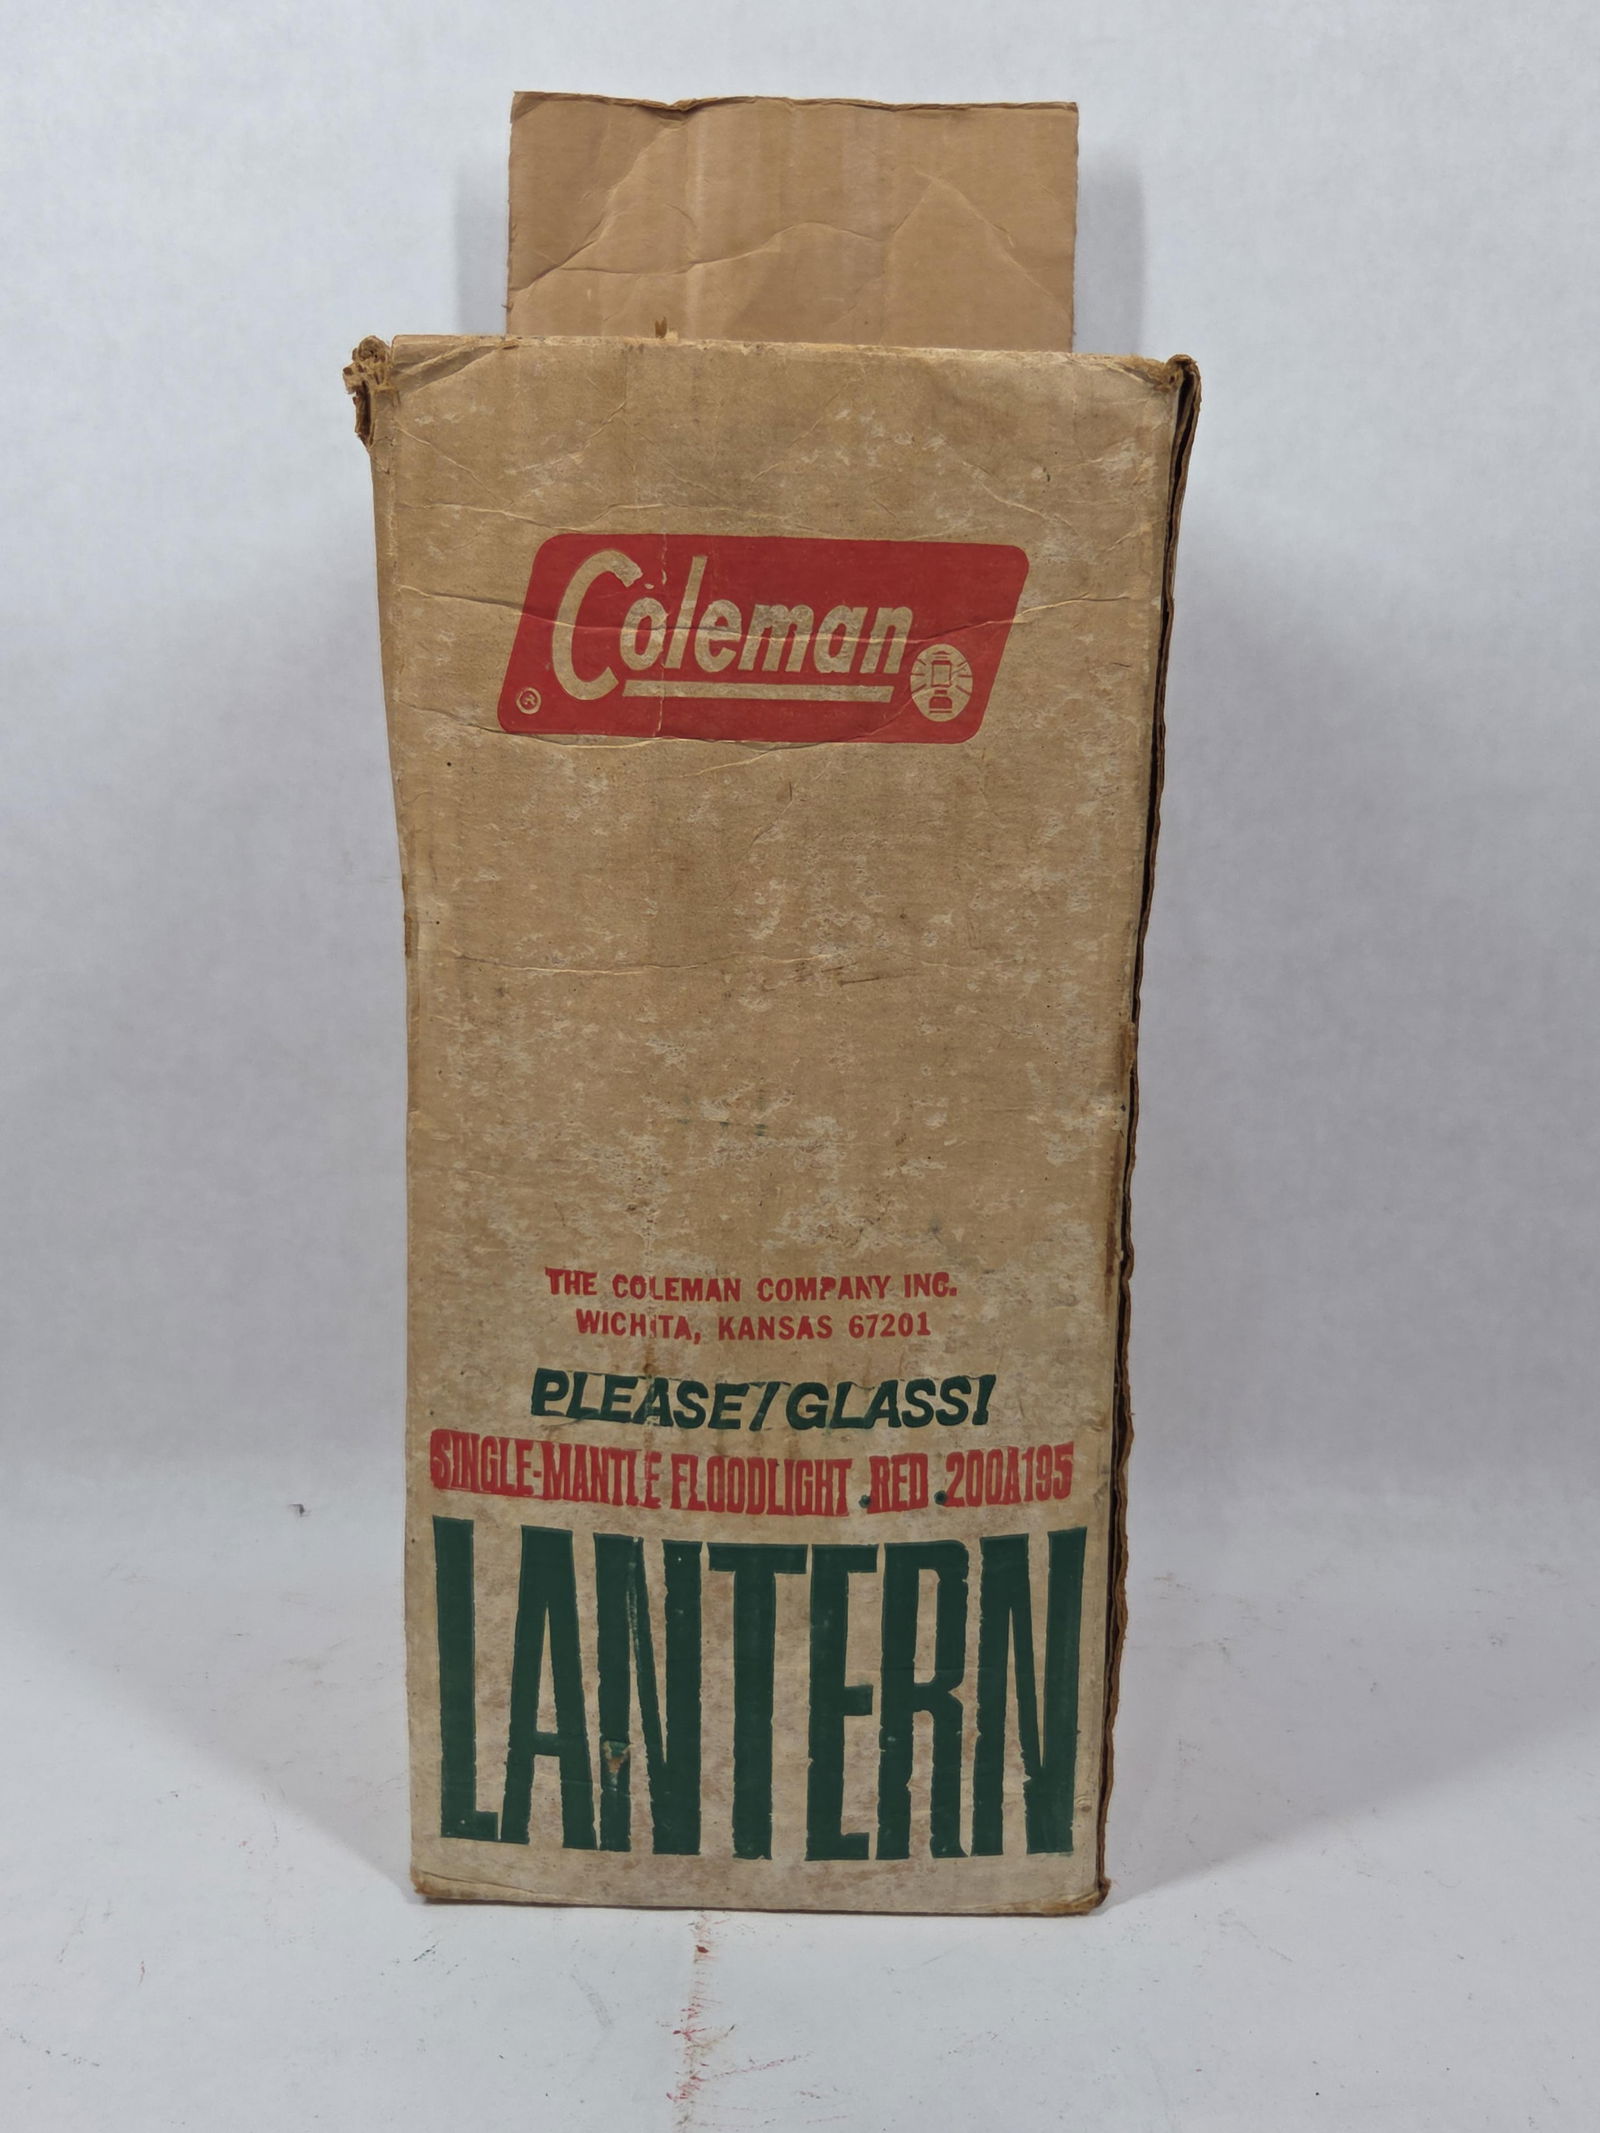 Coleman
®
THE COLEMAN COMPANY INC.
WICHITA, KANSAS 67201
PLEASE/GLASS!
SINGLE-MANTLE FLOODLIGHT .RED .200A195
LANTERN